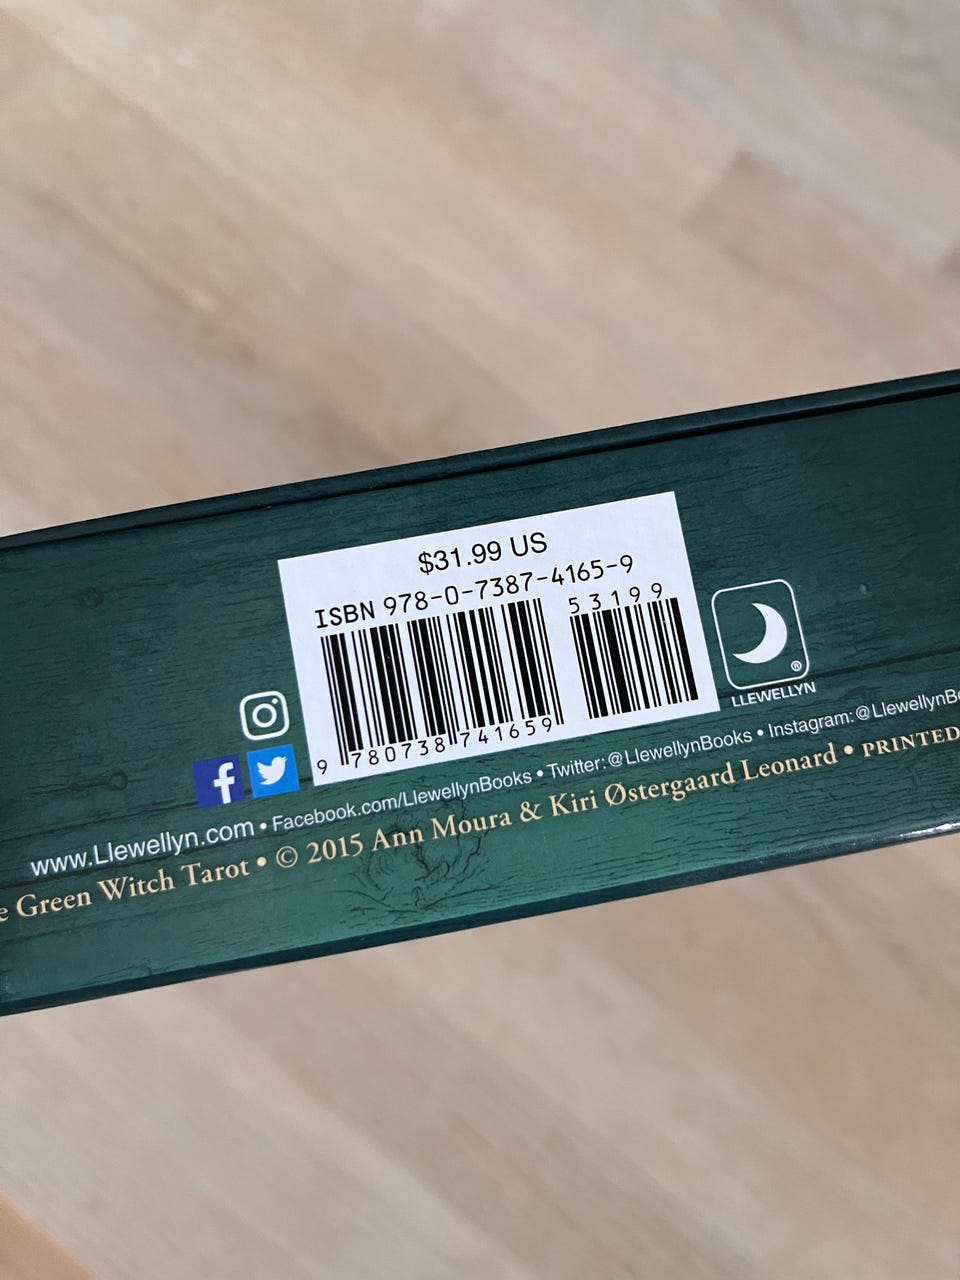 $31.99 US
ISBN 978-0-7387-4165-9
53199
9 780738 741659
®
LLEWELLYN
www.Llewellyn.com • Facebook.com/LlewellynBooks • Twitter:@LlewellynBooks • Instagram:@LlewellynB
Green Witch Tarot • © 2015 Ann Moura & Kiri Østergaard Leonard • PRINTED